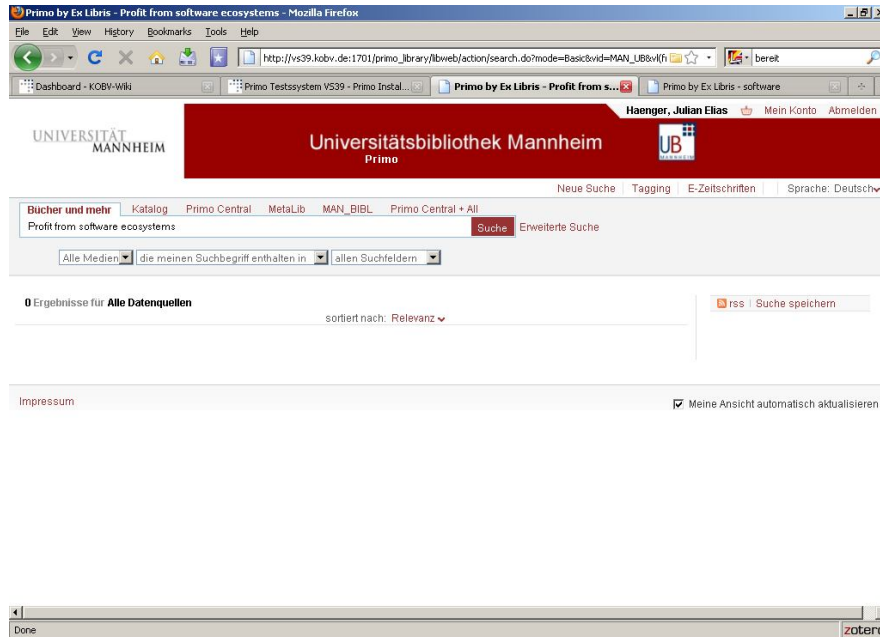 Primo by Ex Libris - Profit from software ecosystems - Mozilla Firefox
File Edit View History Bookmarks Tools Help
http://vs39.kobv.de:1701/primo_library/libweb/action/search.do?mode=Basic&vid=MAN_UB&vl(f bereit
Dashboard - KOBV-Wiki Primo Testssystem VS39 - Primo Instal... Primo by Ex Libris - Profit from s... Primo by Ex Libris - software
Haenger, Julian Elias Mein Konto Abmelden
UNIVERSITÄT
MANNHEIM
Universitätsbibliothek Mannheim
Primo
UB
MANNHEIM
Neue Suche Tagging E-Zeitschriften Sprache: Deutsch
Bücher und mehr Katalog Primo Central MetaLib MAN_BIBL Primo Central + All
Profit from software ecosystems Suche Erweiterte Suche
Alle Medien die meinen Suchbegriff enthalten in allen Suchfeldern
0 Ergebnisse für Alle Datenquellen
rss Suche speichern
sortiert nach: Relevanz
Impressum
Meine Ansicht automatisch aktualisieren
Done
zotero